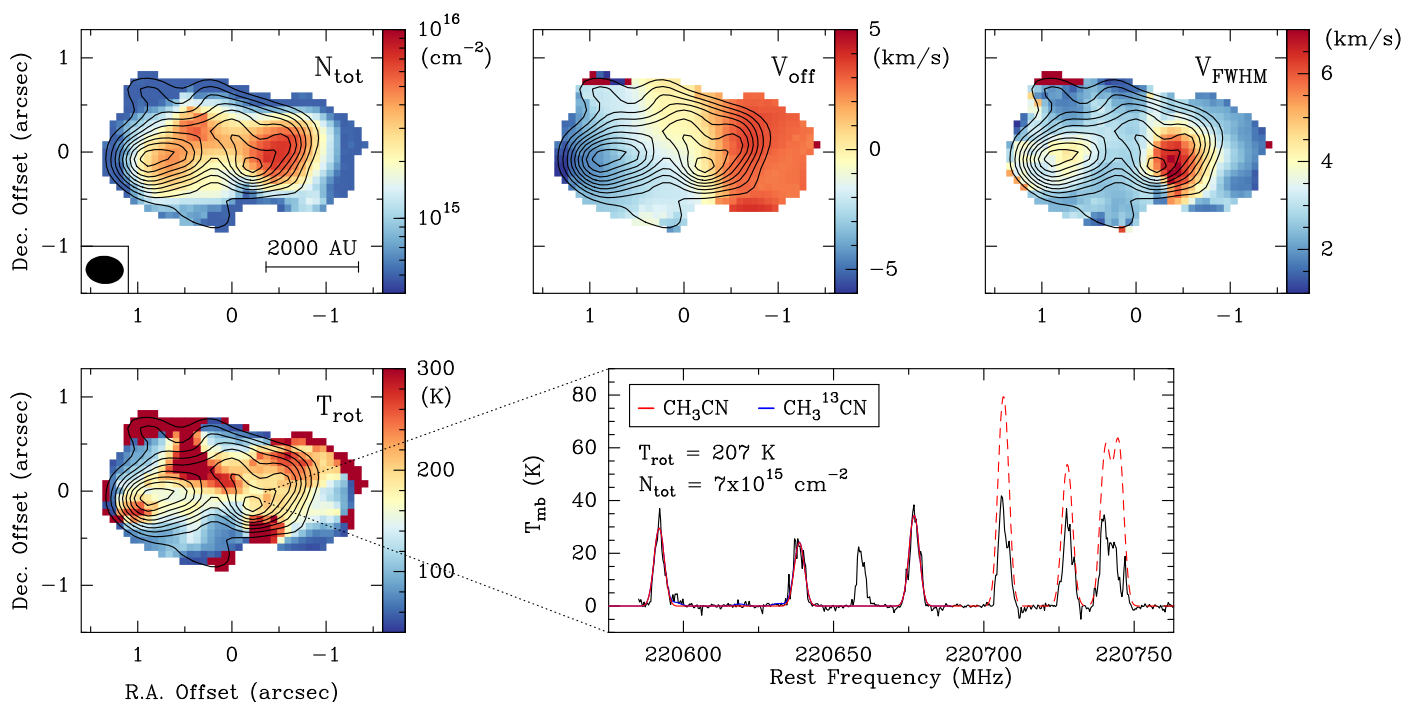 N_tot
10^16
(cm^−2)
10^15
1
0
−1
Dec. Offset (arcsec)
2000 AU
1
0
−1
V_off
5
(km/s)
0
−5
1
0
−1
V_FWHM
(km/s)
6
4
2
1
0
−1
T_rot
300
(K)
200
100
1
0
−1
Dec. Offset (arcsec)
1
0
−1
R.A. Offset (arcsec)
CH_3CN
CH_3^13CN
T_rot = 207 K
N_tot = 7x10^15 cm^−2
80
60
40
20
0
T_mb (K)
220600
220650
220700
220750
Rest Frequency (MHz)